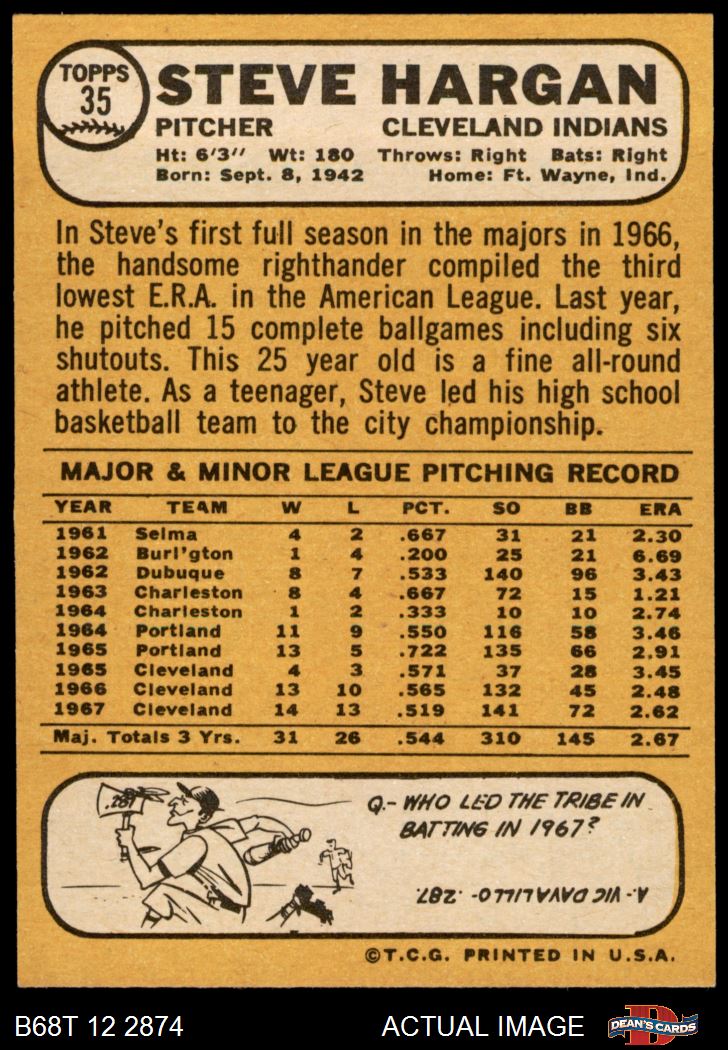 TOPPS
35
STEVE HARGAN
PITCHER CLEVELAND INDIANS
Ht: 6'3" Wt: 180 Throws: Right Bats: Right
Born: Sept. 8, 1942 Home: Ft. Wayne, Ind.
In Steve's first full season in the majors in 1966,
the handsome righthander compiled the third
lowest E.R.A. in the American League. Last year,
he pitched 15 complete ballgames including six
shutouts. This 25 year old is a fine all-round
athlete. As a teenager, Steve led his high school
basketball team to the city championship.
MAJOR & MINOR LEAGUE PITCHING RECORD
YEAR TEAM W L PCT. SO BB ERA
1961 Selma 4 2 .667 31 21 2.30
1962 Burl'gton 1 4 .200 25 21 6.69
1962 Dubuque 8 7 .533 140 96 3.43
1963 Charleston 8 4 .667 72 15 1.21
1964 Charleston 1 2 .333 10 10 2.74
1964 Portland 11 9 .550 116 58 3.46
1965 Portland 13 5 .722 135 66 2.91
1965 Cleveland 4 3 .571 37 28 3.45
1966 Cleveland 13 10 .565 132 45 2.48
1967 Cleveland 14 13 .519 141 72 2.62
Maj. Totals 3 Yrs. 31 26 .544 310 145 2.67
.287
Q.- WHO LED THE TRIBE IN
BATTING IN 1967?
A.- VIC DAVALILLO- .287.
©T.C.G. PRINTED IN U.S.A.
B68T 12 2874 ACTUAL IMAGE
D
DEAN'S CARDS